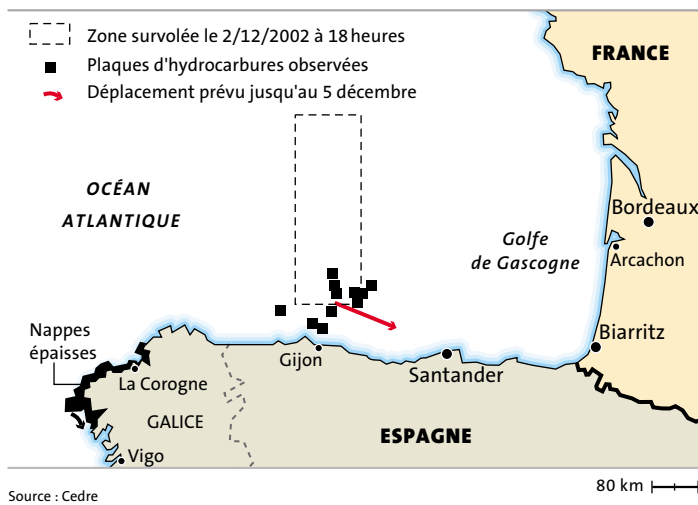 Zone survolée le 2/12/2002 à 18 heures
Plaques d'hydrocarbures observées
Déplacement prévu jusqu'au 5 décembre
FRANCE
OCÉAN
ATLANTIQUE
Bordeaux
Golfe
de Gascogne
Arcachon
Nappes
épaisses
Biarritz
Gijon
La Corogne
Santander
GALICE
ESPAGNE
Vigo
80 km
Source : Cedre